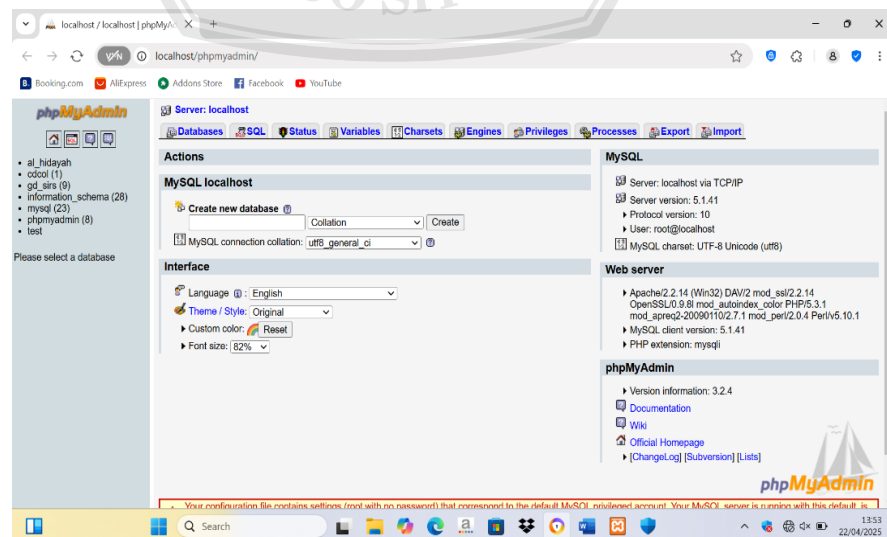 localhost / localhost | phpMyA
localhost/phpmyadmin/
Booking.com AliExpress Addons Store Facebook YouTube
phpMyAdmin
al_hidayah
cdcol (1)
gd_sirs (9)
information_schema (28)
mysql (23)
phpmyadmin (8)
test
Please select a database
Server: localhost
Databases SQL Status Variables Charsets Engines Privileges Processes Export Import
Actions
MySQL localhost
Create new database
Collation Create
MySQL connection collation: utf8_general_ci
Interface
Language : English
Theme / Style: Original
Custom color: Reset
Font size: 82%
MySQL
Server: localhost via TCP/IP
Server version: 5.1.41
Protocol version: 10
User: root@localhost
MySQL charset: UTF-8 Unicode (utf8)
Web server
Apache/2.2.14 (Win32) DAV/2 mod_ssl/2.2.14
OpenSSL/0.9.8l mod_autoindex_color PHP/5.3.1
mod_apreq2-20090110/2.7.1 mod_perl/2.0.4 Perl/v5.10.1
MySQL client version: 5.1.41
PHP extension: mysqli
phpMyAdmin
Version information: 3.2.4
Documentation
Wiki
Official Homepage
[ChangeLog] [Subversion] [Lists]
phpMyAdmin
Your configuration file contains settings (root with no password) that correspond to the default MySQL privileged account. Your MySQL server is running with this default, is
Search
13:53
22/04/2025